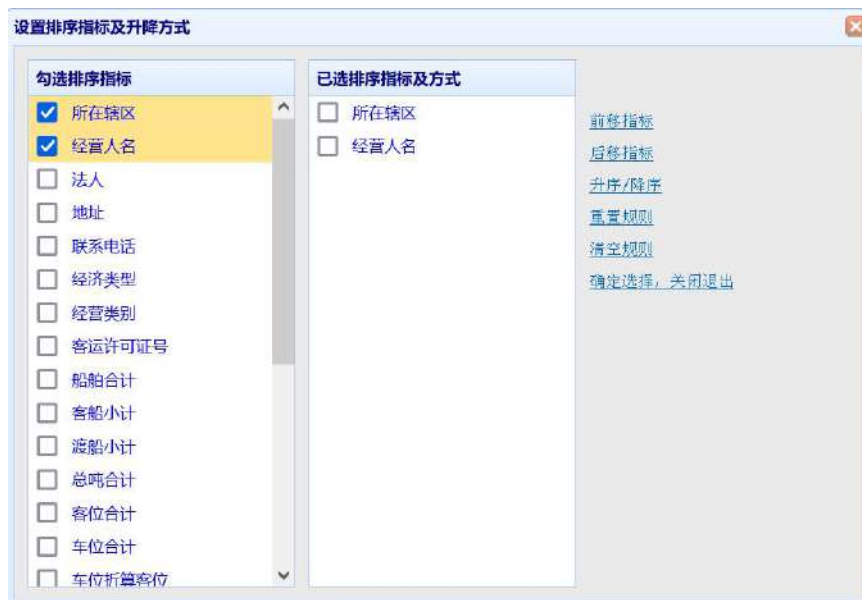 设置排序指标及升降方式
勾选排序指标
所在辖区
经营人名
法人
地址
联系电话
经济类型
经营类别
客运许可证号
船舶合计
客船小计
渡船小计
总吨合计
客位合计
车位合计
车位折算客位
已选排序指标及方式
所在辖区
经营人名
前移指标
后移指标
升序/降序
重置规则
清空规则
确定选择，关闭退出